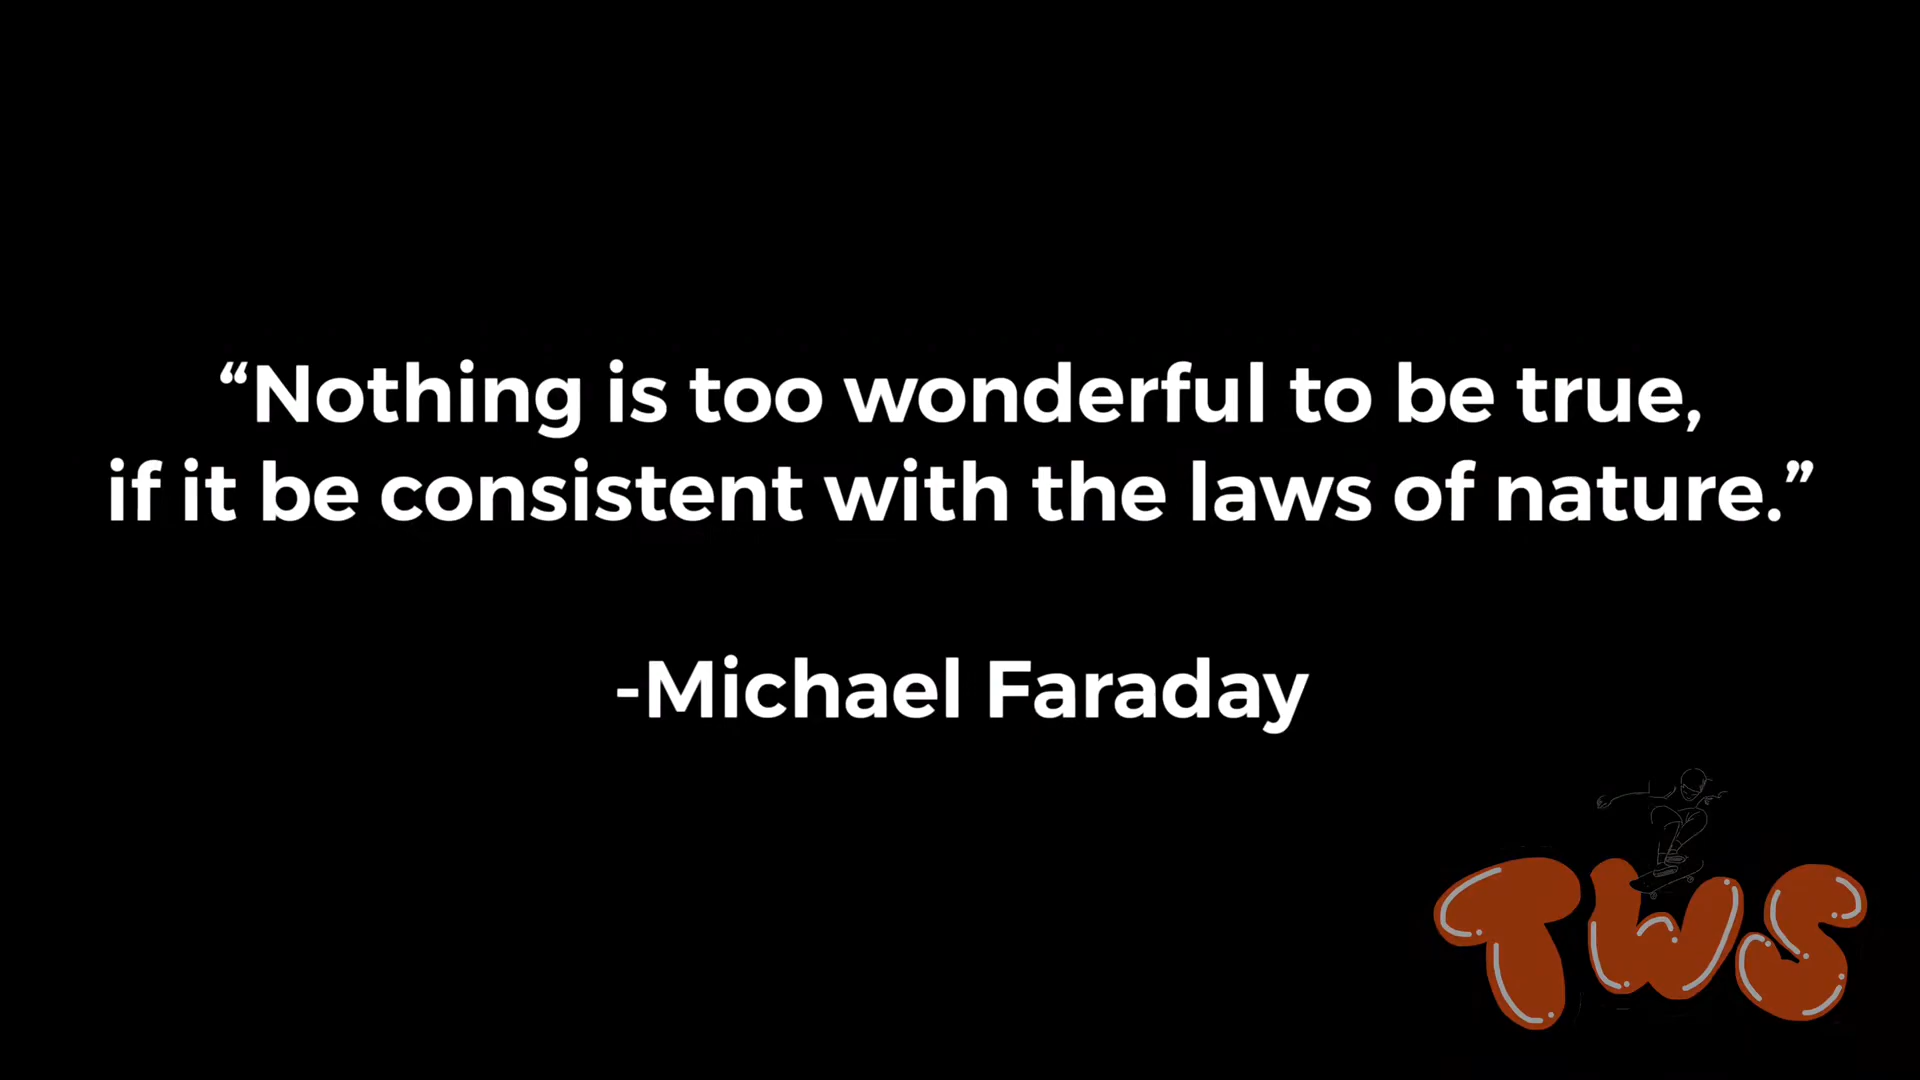 “Nothing is too wonderful to be true,
if it be consistent with the laws of nature.”
-Michael Faraday
TWS